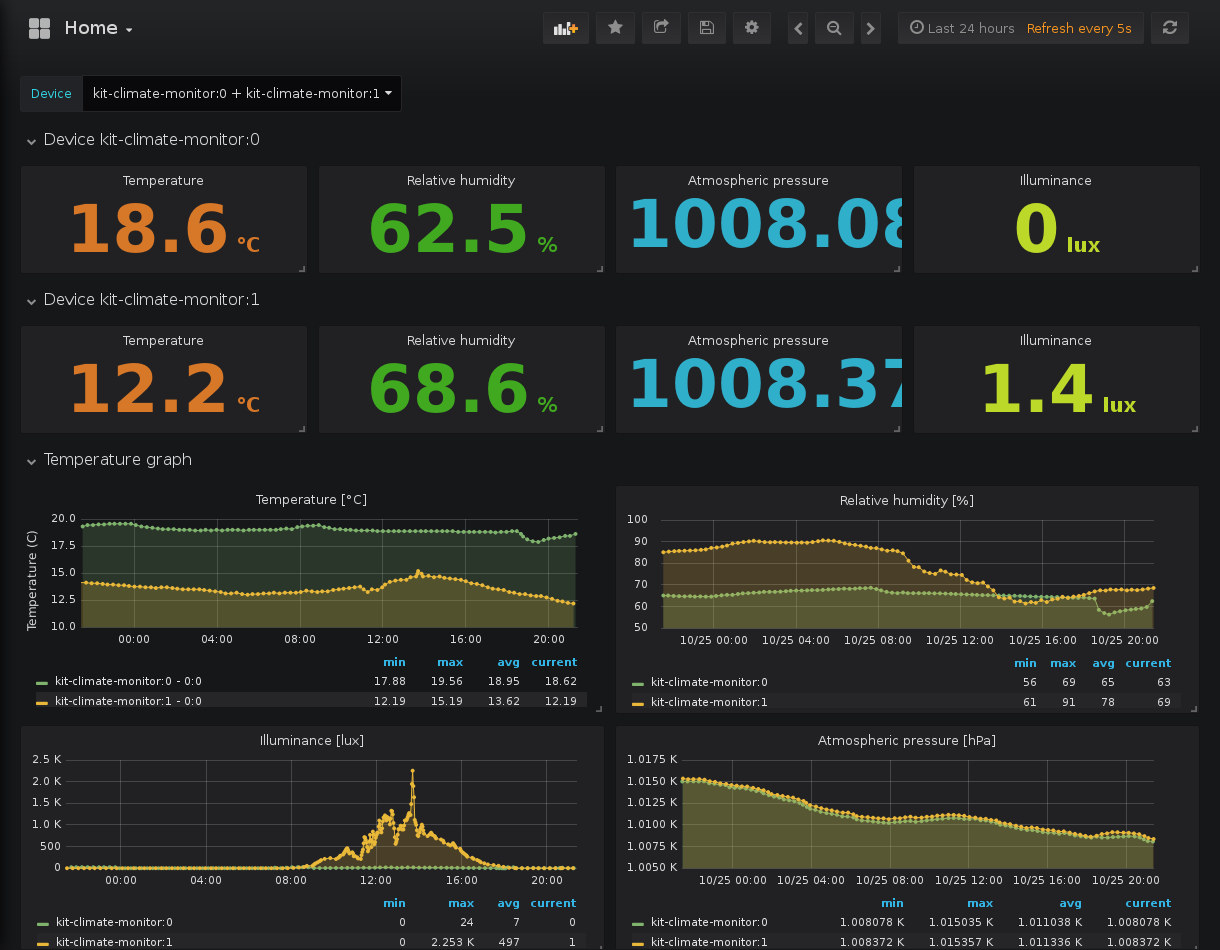 Home
Last 24 hours Refresh every 5s
Device kit-climate-monitor:0 + kit-climate-monitor:1
Device kit-climate-monitor:0
Temperature Relative humidity Atmospheric pressure Illuminance
18.6 °C 62.5 % 1008.08 0 lux
Device kit-climate-monitor:1
Temperature Relative humidity Atmospheric pressure Illuminance
12.2 °C 68.6 % 1008.37 1.4 lux
Temperature graph
Temperature [°C]
Temperature (C)
20.0
17.5
15.0
12.5
10.0
00:00 04:00 08:00 12:00 16:00 20:00
min max avg current
kit-climate-monitor:0 - 0:0 17.88 19.56 18.95 18.62
kit-climate-monitor:1 - 0:0 12.19 15.19 13.62 12.19
Relative humidity [%]
100
90
80
70
60
50
10/25 00:00 10/25 04:00 10/25 08:00 10/25 12:00 10/25 16:00 10/25 20:00
min max avg current
kit-climate-monitor:0 56 69 65 63
kit-climate-monitor:1 61 91 78 69
Illuminance [lux]
2.5 K
2.0 K
1.5 K
1.0 K
500
0
00:00 04:00 08:00 12:00 16:00 20:00
min max avg current
kit-climate-monitor:0 0 24 7 0
kit-climate-monitor:1 0 2.253 K 497 1
Atmospheric pressure [hPa]
1.0175 K
1.0150 K
1.0125 K
1.0100 K
1.0075 K
1.0050 K
10/25 00:00 10/25 04:00 10/25 08:00 10/25 12:00 10/25 16:00 10/25 20:00
min max avg current
kit-climate-monitor:0 1.008078 K 1.015035 K 1.011038 K 1.008078 K
kit-climate-monitor:1 1.008372 K 1.015357 K 1.011336 K 1.008372 K